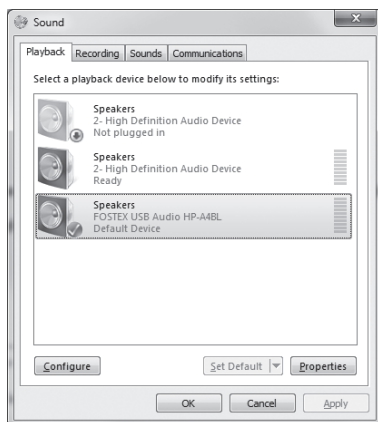 Sound
X
Playback Recording Sounds Communications
Select a playback device below to modify its settings:
Speakers
2- High Definition Audio Device
Not plugged in
Speakers
2- High Definition Audio Device
Ready
Speakers
FOSTEX USB Audio HP-A4BL
Default Device
Configure Set Default Properties
OK Cancel Apply